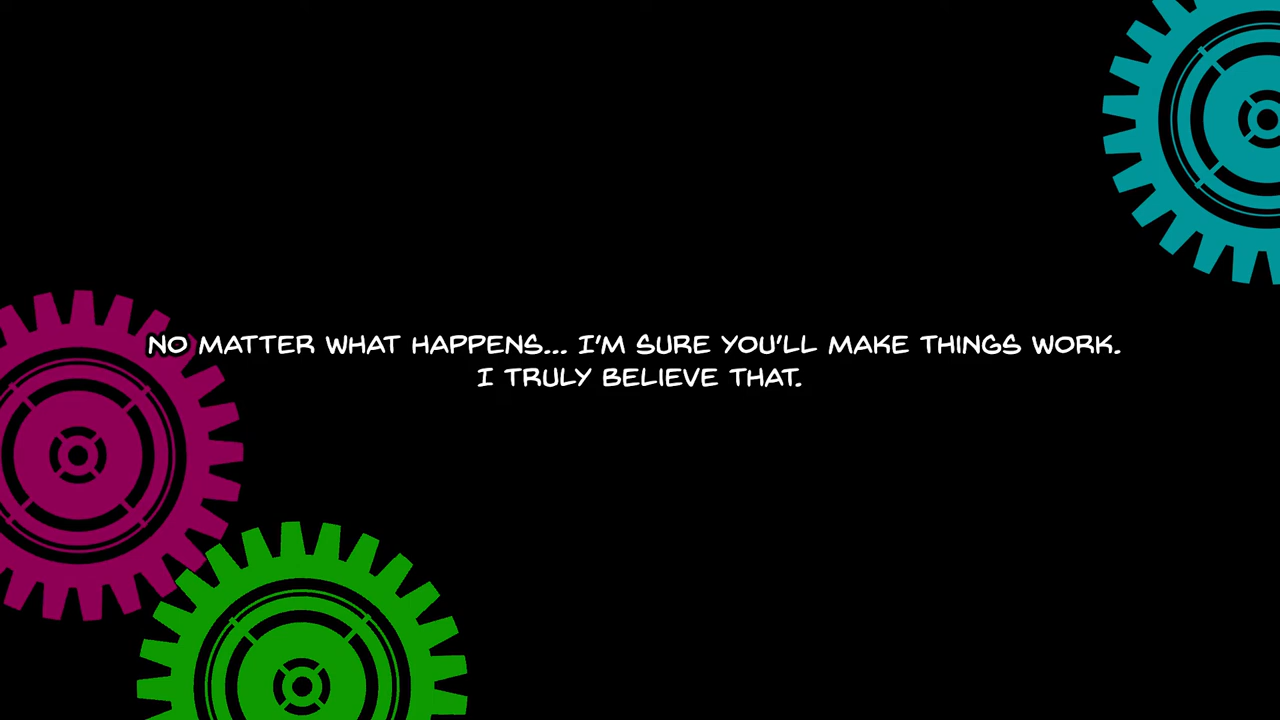 NO MATTER WHAT HAPPENS... I'M SURE YOU'LL MAKE THINGS WORK.
I TRULY BELIEVE THAT.